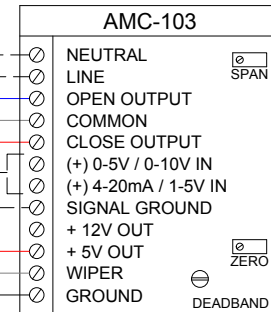 AMC-103
NEUTRAL
LINE
SPAN
OPEN OUTPUT
COMMON
CLOSE OUTPUT
(+) 0-5V / 0-10V IN
(+) 4-20mA / 1-5V IN
SIGNAL GROUND
+ 12V OUT
+ 5V OUT
ZERO
WIPER
GROUND
DEADBAND